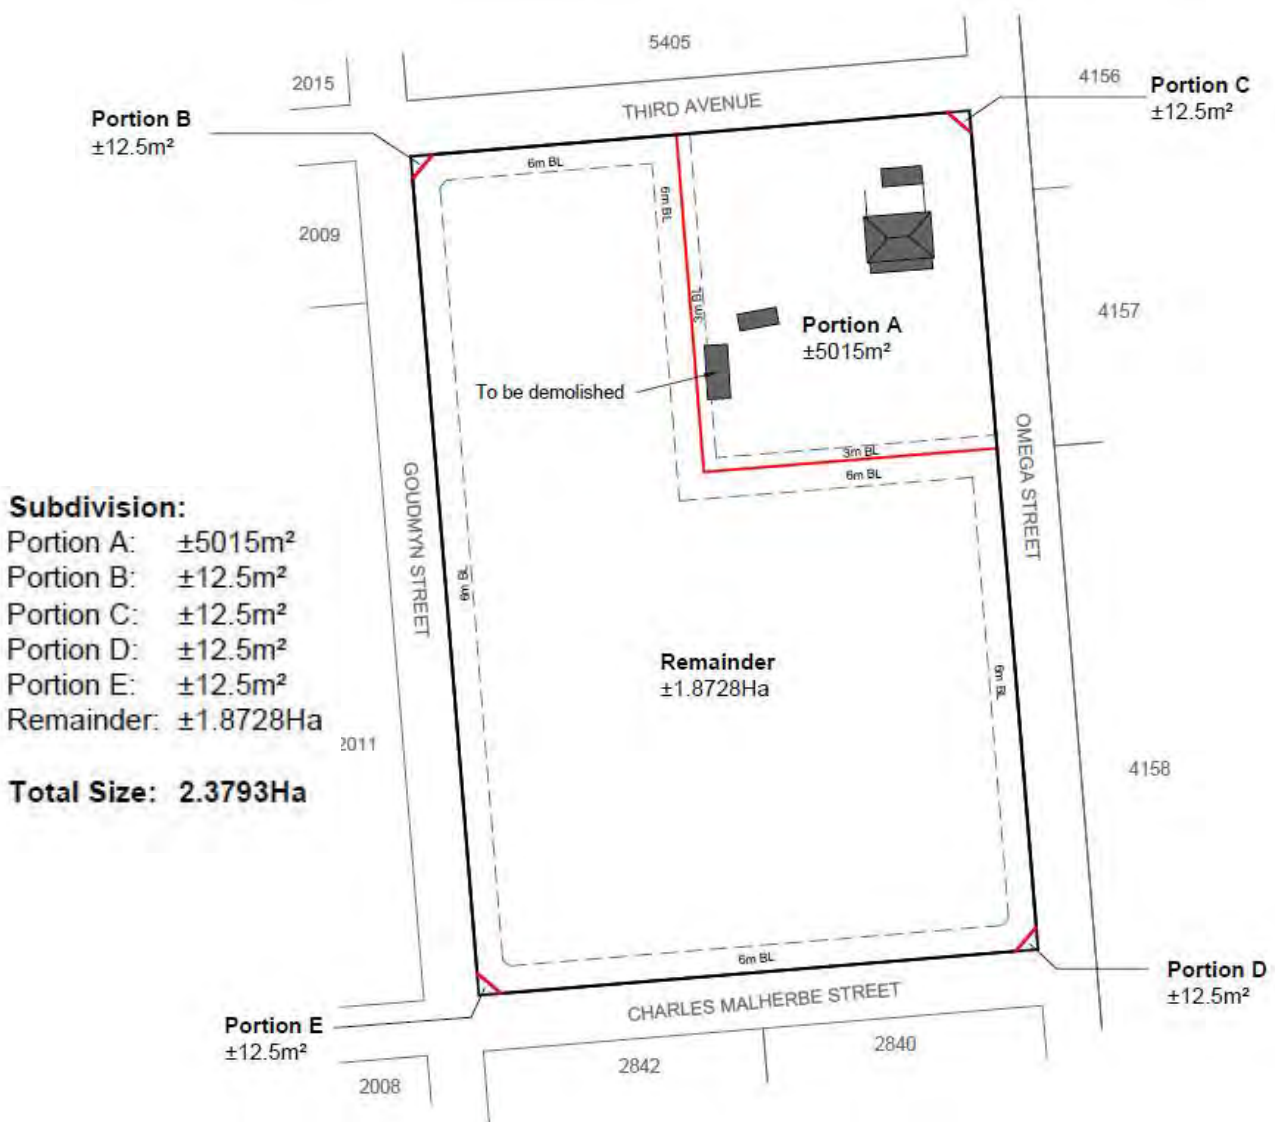 5405
2015
4156
Portion C
±12.5m²
THIRD AVENUE
Portion B
±12.5m²
6m BL
6m BL
2009
3m BL
4157
Portion A
±5015m²
To be demolished
3m BL
6m BL
OMEGA STREET
GOUDMYN STREET
6m BL
Subdivision:
Portion A: ±5015m²
Portion B: ±12.5m²
Portion C: ±12.5m²
Portion D: ±12.5m²
Portion E: ±12.5m²
Remainder: ±1.8728Ha
Total Size: 2.3793Ha
Remainder
±1.8728Ha
6m BL
2011
4158
6m BL
CHARLES MALHERBE STREET
Portion D
±12.5m²
Portion E
±12.5m²
2842
2840
2008